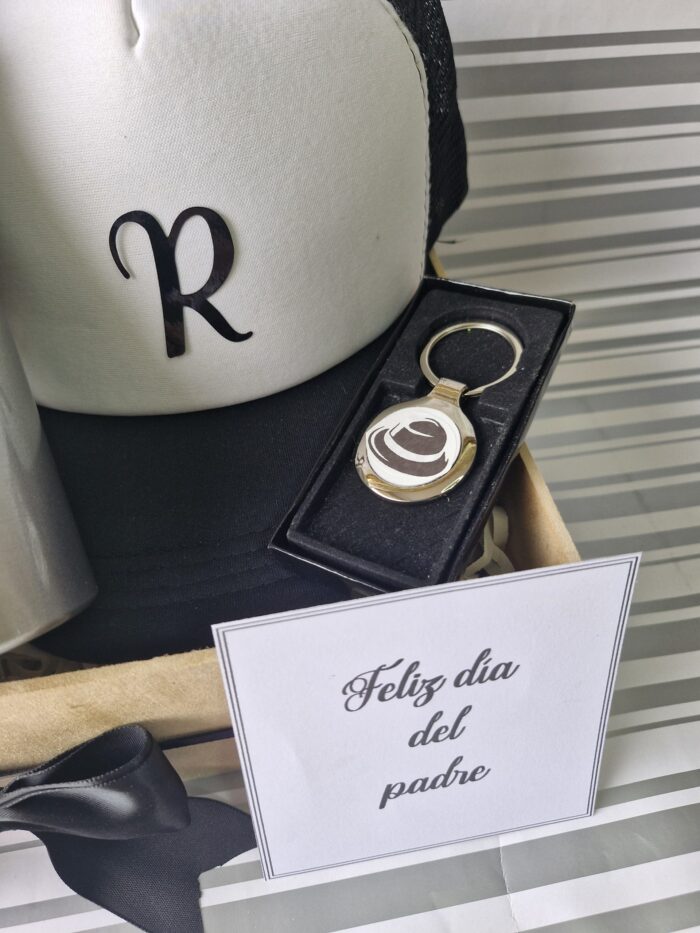 R
Feliz día
del
padre